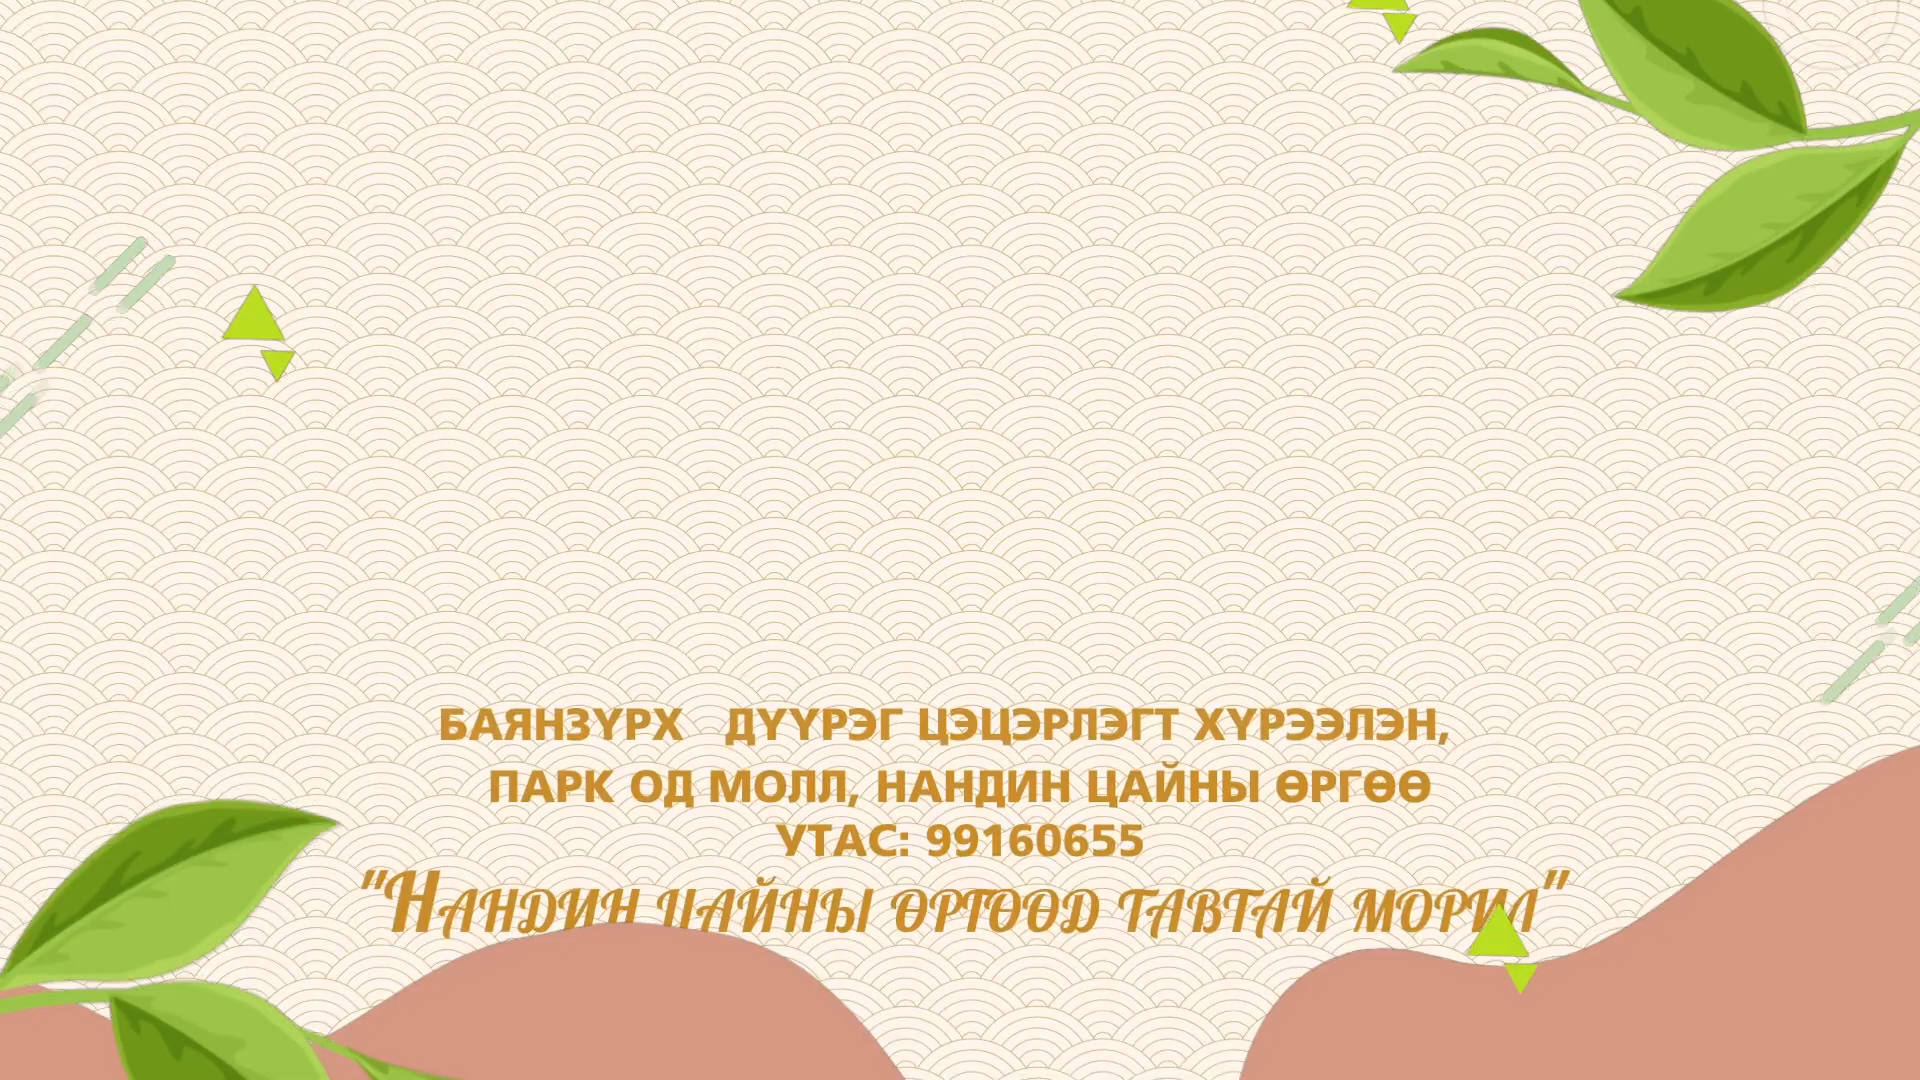 БАЯНЗҮРХ ДҮҮРЭГ ЦЭЦЭРЛЭГТ ХҮРЭЭЛЭН,
ПАРК ОД МОЛЛ, НАНДИН ЦАЙНЫ ӨРГӨӨ
УТАС: 99160655
"Нандин цайны өргөөд тавтай морил"